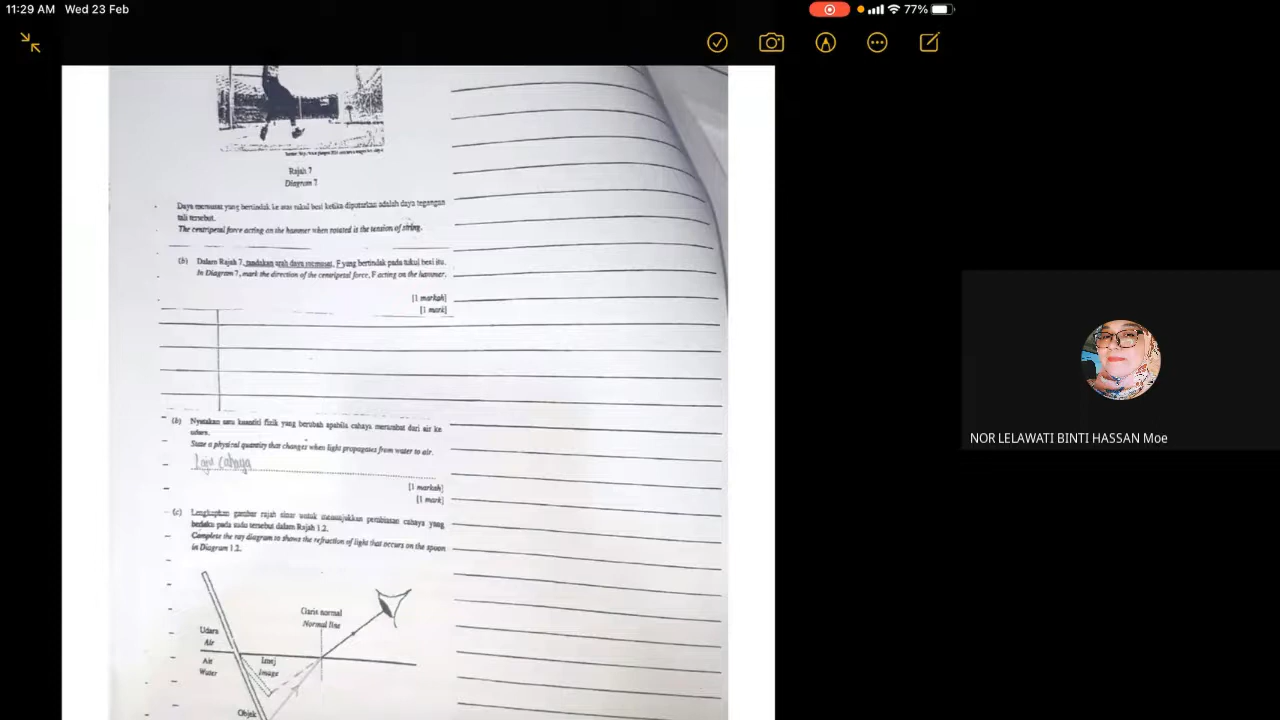 11:29 AM Wed 23 Feb
77%
Rajah 7
Diagram 7
Daya memusat yang bertindak ke atas tukul besi ketika diputarkan adalah daya tegangan
tali tersebut.
The centripetal force acting on the hammer when rotated is the tension of string.
(b) Dalam Rajah 7, tandakan arah daya memusat, F yang bertindak pada tukul besi itu.
In Diagram 7, mark the direction of the centripetal force, F acting on the hammer.
[1 markah]
[1 mark]
(b) Nyatakan satu kuantiti fizik yang berubah apabila cahaya merambat dari air ke
udara.
State a physical quantity that changes when light propagates from water to air.
Laju cahaya
[1 markah]
[1 mark]
(c) Lengkapkan gambar rajah sinar untuk menunjukkan pembiasan cahaya yang
berlaku pada sudu tersebut dalam Rajah 1.2.
Complete the ray diagram to shows the refraction of light that occurs on the spoon
in Diagram 1.2.
Garis normal
Normal line
Udara
Air
Air
Water
Imej
Image
Objek
NOR LELAWATI BINTI HASSAN Moe